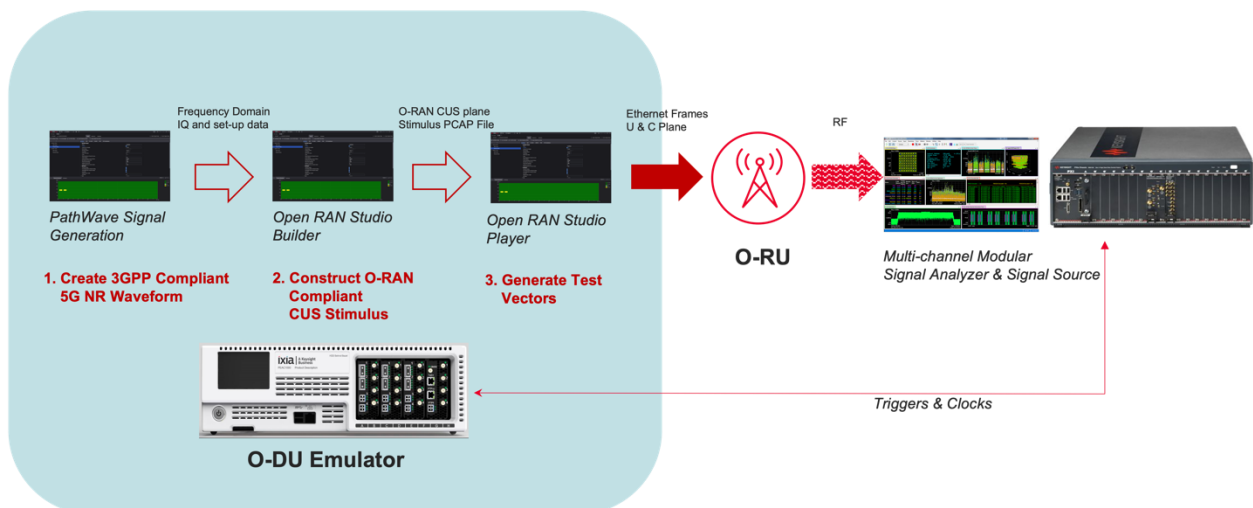 Frequency Domain
IQ and set-up data
O-RAN CUS plane
Stimulus PCAP File
Ethernet Frames
U & C Plane
RF
PathWave Signal
Generation
Open RAN Studio
Builder
Open RAN Studio
Player
O-RU
Multi-channel Modular
Signal Analyzer & Signal Source
1. Create 3GPP Compliant
5G NR Waveform
2. Construct O-RAN
Compliant
CUS Stimulus
3. Generate Test
Vectors
ixia
Triggers & Clocks
O-DU Emulator